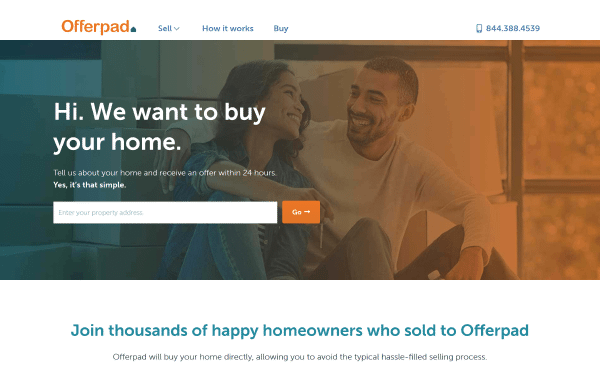 Offerpad.
Sell How it works Buy 844.388.4539
Hi. We want to buy
your home.
Tell us about your home and receive an offer within 24 hours.
Yes, it's that simple.
Enter your property address. Go →
Join thousands of happy homeowners who sold to Offerpad
Offerpad will buy your home directly, allowing you to avoid the typical hassle-filled selling process.